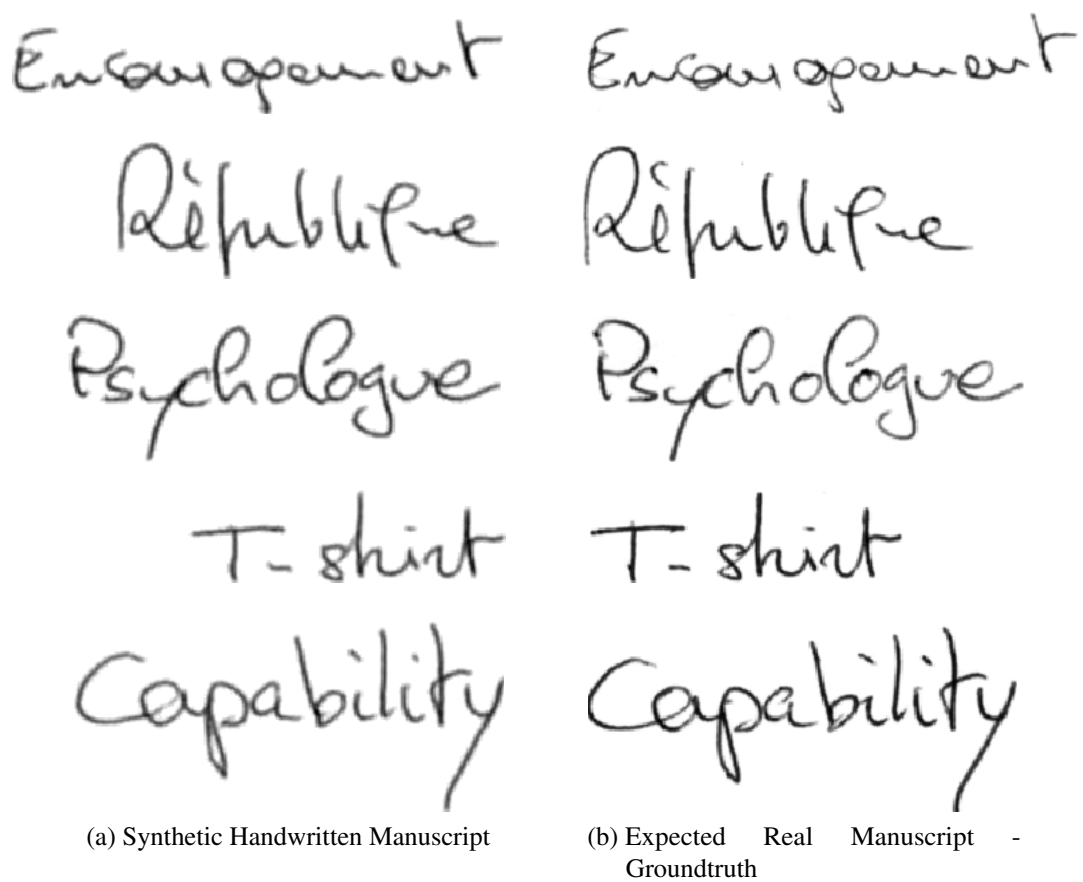 Encouragement Encouragement
République République
Psychologue Psychologue
T-shirt T-shirt
Capability Capability
(a) Synthetic Handwritten Manuscript (b) Expected Real Manuscript -
Groundtruth